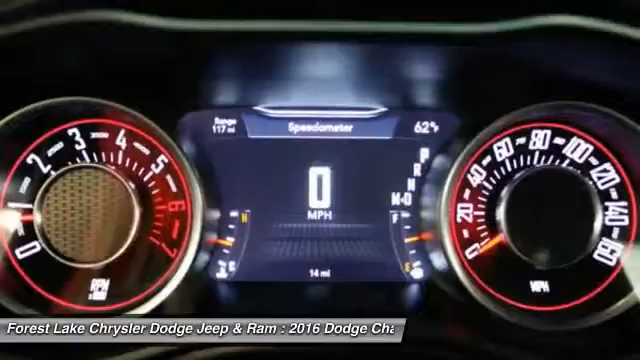 Range
117 mi
Speedometer
62°F
0
MPH
P
R
N
M+D
H
C
F
E
14 mi
0
1
2
3
4
5
6
7
RPM
0
20
40
60
80
100
120
140
160
MPH
Forest Lake Chrysler Dodge Jeep & Ram : 2016 Dodge Cha